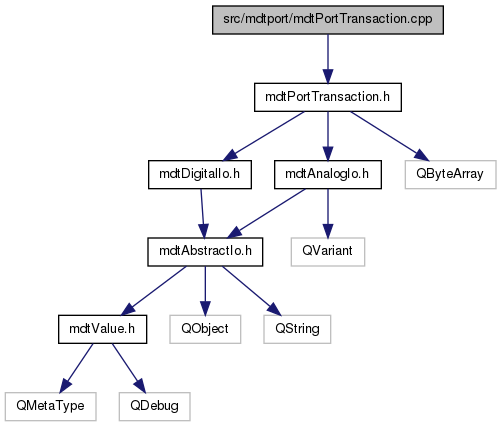 src/mdtport/mdtPortTransaction.cpp
mdtPortTransaction.h
mdtDigitalIo.h
mdtAnalogIo.h
QByteArray
mdtAbstractIo.h
QVariant
mdtValue.h
QObject
QString
QMetaType
QDebug